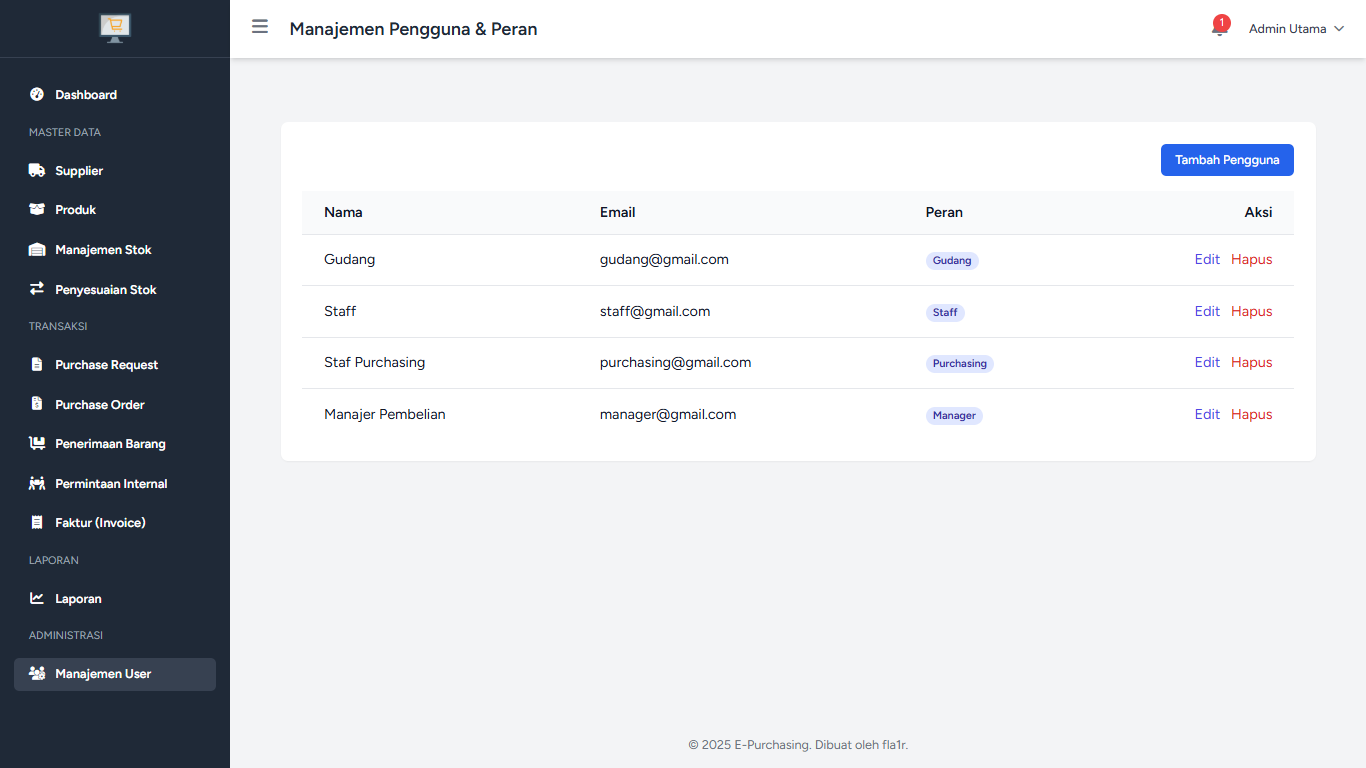 Manajemen Pengguna & Peran
1
Admin Utama
Dashboard
MASTER DATA
Supplier
Produk
Manajemen Stok
Penyesuaian Stok
TRANSAKSI
Purchase Request
Purchase Order
Penerimaan Barang
Permintaan Internal
Faktur (Invoice)
LAPORAN
Laporan
ADMINISTRASI
Manajemen User
Tambah Pengguna
Nama Email Peran Aksi
Gudang gudang@gmail.com Gudang Edit Hapus
Staff staff@gmail.com Staff Edit Hapus
Staf Purchasing purchasing@gmail.com Purchasing Edit Hapus
Manajer Pembelian manager@gmail.com Manager Edit Hapus
© 2025 E-Purchasing. Dibuat oleh fla1r.